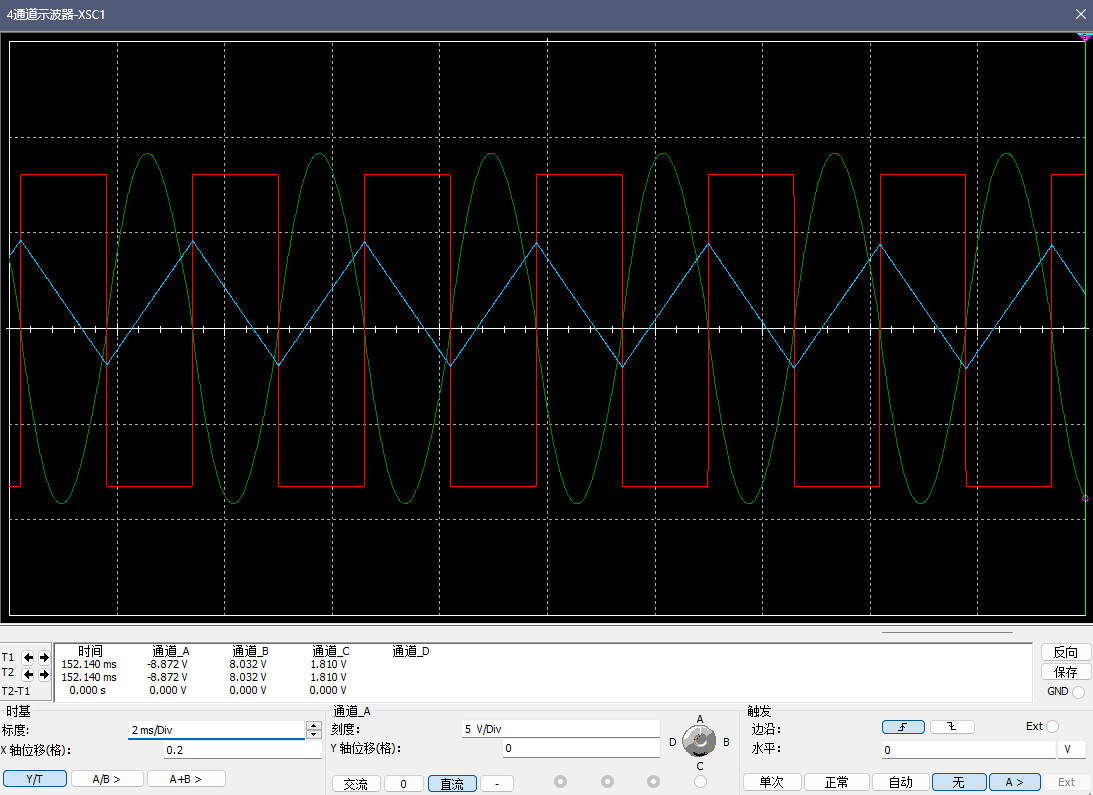 4通道示波器-XSC1
T1
T2
T2-T1
时间 通道_A 通道_B 通道_C 通道_D
152.140 ms -8.872 V 8.032 V 1.810 V
152.140 ms -8.872 V 8.032 V 1.810 V
0.000 s 0.000 V 0.000 V 0.000 V
反向
保存
GND
时基
标度: 2 ms/Div
X 轴位移(格): 0.2
Y/T A/B > A+B >
通道_A
刻度: 5 V/Div
Y 轴位移(格): 0
交流 0 直流 -
A
D B
C
触发
边沿: Ext
水平: 0 V
单次 正常 自动 无 A > Ext